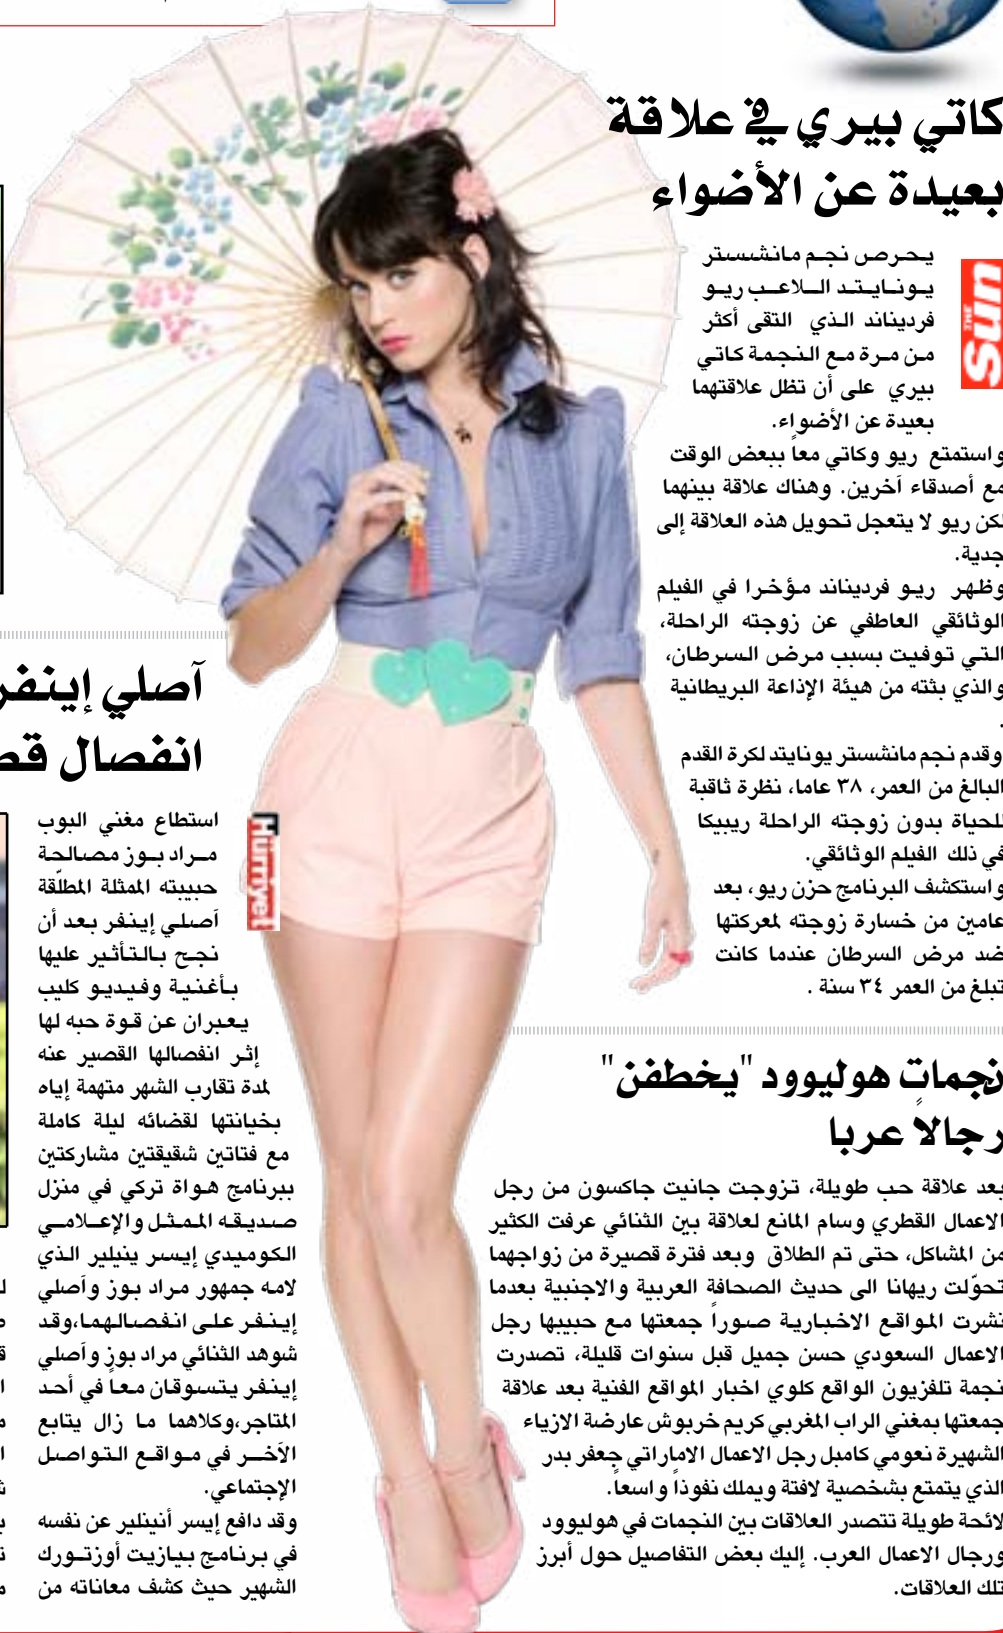 كاتي بيري في علاقة
بعيدة عن الأضواء
THE Sun
يحرص نجم مانشستر
يونايتد اللاعب ريو
فرديناند الذي التقى أكثر
من مرة مع النجمة كاتي
بيري على أن تظل علاقتهما
بعيدة عن الأضواء.
واستمتع ريو وكاتي معاً ببعض الوقت
مع أصدقاء آخرين. وهناك علاقة بينهما
لكن ريو لا يتعجل تحويل هذه العلاقة إلى
جدية.
وظهر ريو فرديناند مؤخرا في الفيلم
الوثائقي العاطفي عن زوجته الراحلة،
التي توفيت بسبب مرض السرطان،
والذي بثته من هيئة الإذاعة البريطانية
.
وقدم نجم مانشستر يونايتد لكرة القدم
البالغ من العمر، ٣٨ عاما، نظرة ثاقبة
للحياة بدون زوجته الراحلة ريبيكا
في ذلك الفيلم الوثائقي.
واستكشف البرنامج حزن ريو، بعد
عامين من خسارة زوجته لمعركتها
ضد مرض السرطان عندما كانت
تبلغ من العمر ٣٤ سنة .
نجماتٍ هوليوود "يخطفن"
رجالاً عربا
بعد علاقة حب طويلة، تزوجت جانيت جاكسون من رجل
الاعمال القطري وسام المانع لعلاقة بين الثنائي عرفت الكثير
من المشاكل، حتى تم الطلاق وبعد فترة قصيرة من زواجهما
تحوّلت ريهانا الى حديث الصحافة العربية والاجنبية بعدما
نشرت المواقع الاخبارية صوراً جمعتها مع حبيبها رجل
الاعمال السعودي حسن جميل قبل سنوات قليلة، تصدرت
نجمة تلفزيون الواقع كلوي اخبار المواقع الفنية بعد علاقة
جمعتها بمغني الراب المغربي كريم خربوش عارضة الازياء
الشهيرة نعومي كامبل رجل الاعمال الاماراتي جعفر بدر
الذي يتمتع بشخصية لافتة ويملك نفوذاً واسعاً.
لائحة طويلة تتصدر العلاقات بين النجمات في هوليوود
ورجال الاعمال العرب. إليك بعض التفاصيل حول أبرز
تلك العلاقات.
آصلي إينفر
انفصال
Hürriyet
استطاع مغني البوب
مراد بوز مصالحة
حبيبته الممثلة المطلّقة
آصلي إينفر بعد أن
نجح بالتأثير عليها
بأغنية وفيديو كليب
يعبران عن قوة حبه لها
إثر انفصالها القصير عنه
لمدة تقارب الشهر متهمة إياه
بخيانتها لقضائه ليلة كاملة
مع فتاتين شقيقتين مشاركتين
ببرنامج هواة تركي في منزل
صديقه الممثل والإعلامي
الكوميدي إيسر ينيلير الذي
لامه جمهور مراد بوز وآصلي
إينفر على انفصالهما،وقد
شوهد الثنائي مراد بوز وآصلي
إينفر يتسوقان معاً في أحد
المتاجر،وكلاهما ما زال يتابع
الآخر في مواقع التواصل
الإجتماعي.
وقد دافع إيسر أنينلير عن نفسه
في برنامج بيازيت أوزتورك
الشهير حيث كشف معاناته من